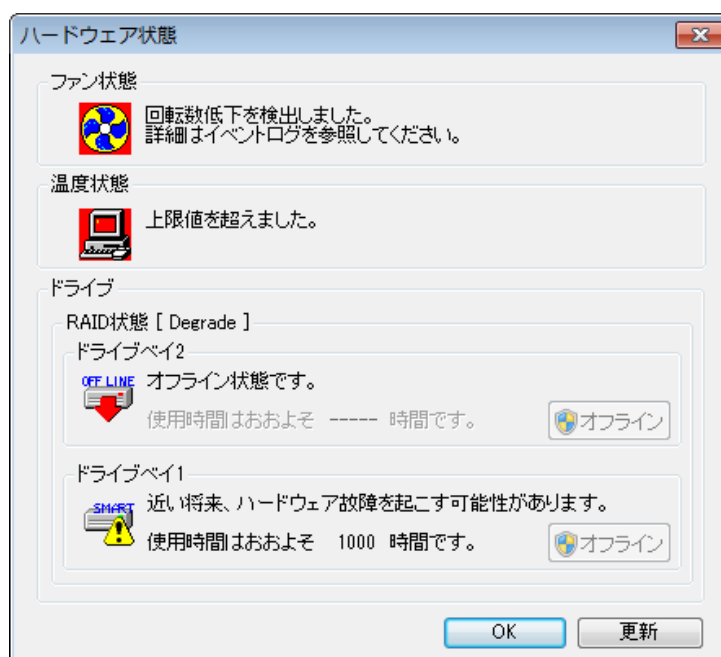 ハードウェア状態
ファン状態
回転数低下を検出しました。
詳細はイベントログを参照してください。
温度状態
上限値を超えました。
ドライブ
RAID状態 [ Degrade ]
ドライブベイ2
OFF LINE オフライン状態です。
使用時間はおおよそ ----- 時間です。 オフライン
ドライブベイ1
SMART 近い将来、ハードウェア故障を起こす可能性があります。
使用時間はおおよそ 1000 時間です。 オフライン
OK 更新